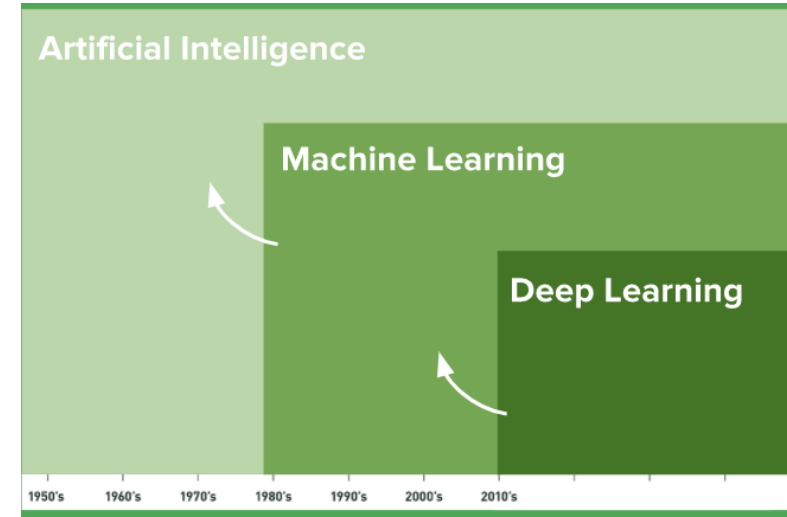 Artificial Intelligence
Machine Learning
Deep Learning
1950's 1960's 1970's 1980's 1990's 2000's 2010's